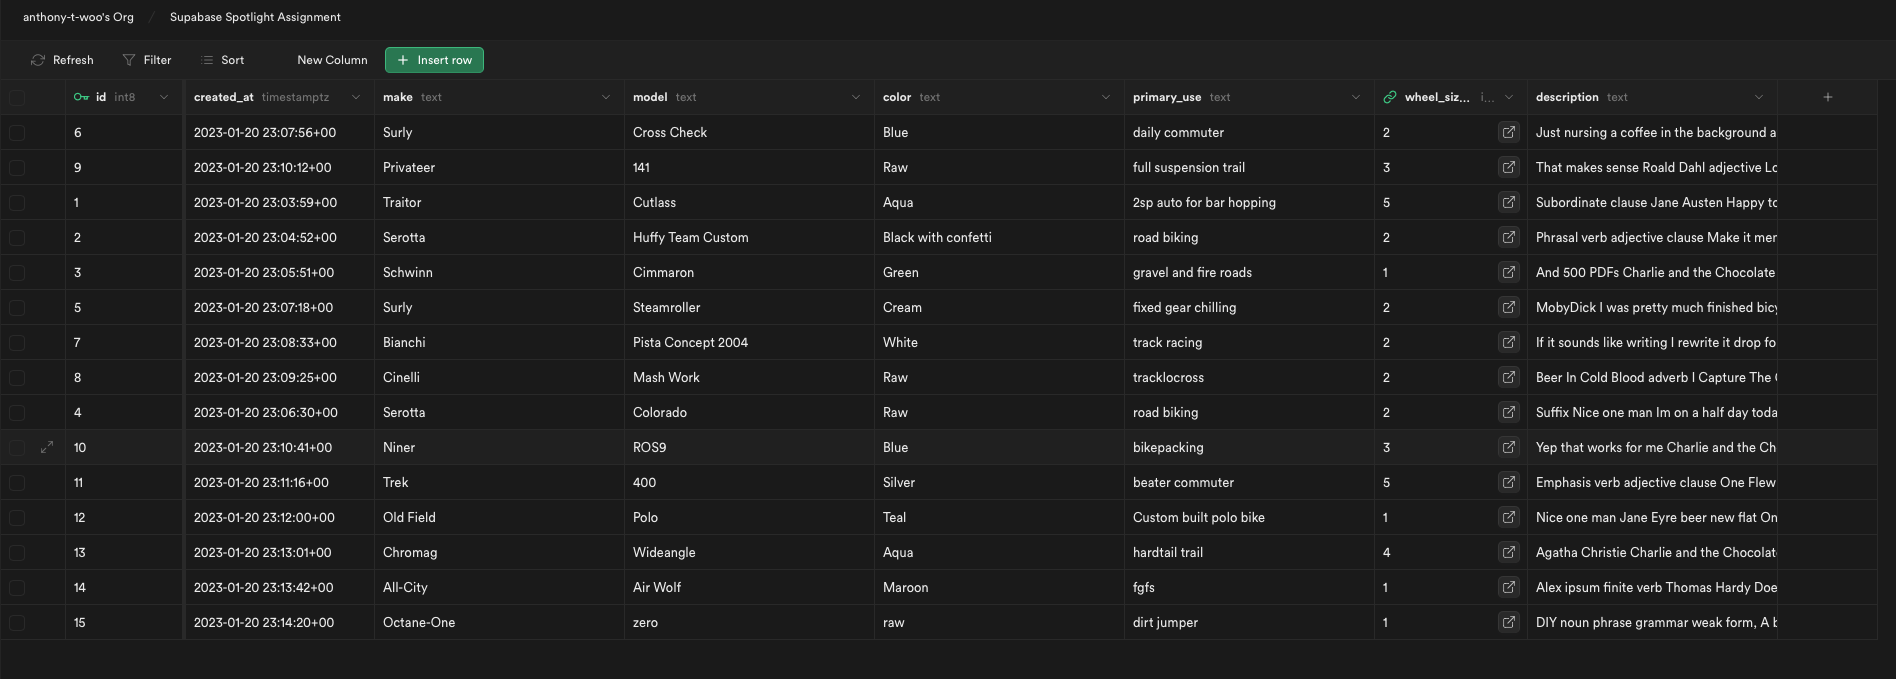 anthony-t-woo's Org / Supabase Spotlight Assignment
Refresh Filter Sort New Column + Insert row
id int8 created_at timestamptz make text model text color text primary_use text wheel_siz... i... description text +
6 2023-01-20 23:07:56+00 Surly Cross Check Blue daily commuter 2 Just nursing a coffee in the background a
9 2023-01-20 23:10:12+00 Privateer 141 Raw full suspension trail 3 That makes sense Roald Dahl adjective Lo
1 2023-01-20 23:03:59+00 Traitor Cutlass Aqua 2sp auto for bar hopping 5 Subordinate clause Jane Austen Happy to
2 2023-01-20 23:04:52+00 Serotta Huffy Team Custom Black with confetti road biking 2 Phrasal verb adjective clause Make it mer
3 2023-01-20 23:05:51+00 Schwinn Cimmaron Green gravel and fire roads 1 And 500 PDFs Charlie and the Chocolate
5 2023-01-20 23:07:18+00 Surly Steamroller Cream fixed gear chilling 2 MobyDick I was pretty much finished bicy
7 2023-01-20 23:08:33+00 Bianchi Pista Concept 2004 White track racing 2 If it sounds like writing I rewrite it drop fo
8 2023-01-20 23:09:25+00 Cinelli Mash Work Raw tracklocross 2 Beer In Cold Blood adverb I Capture The
4 2023-01-20 23:06:30+00 Serotta Colorado Raw road biking 2 Suffix Nice one man Im on a half day toda
10 2023-01-20 23:10:41+00 Niner ROS9 Blue bikepacking 3 Yep that works for me Charlie and the Ch
11 2023-01-20 23:11:16+00 Trek 400 Silver beater commuter 5 Emphasis verb adjective clause One Flew
12 2023-01-20 23:12:00+00 Old Field Polo Teal Custom built polo bike 1 Nice one man Jane Eyre beer new flat On
13 2023-01-20 23:13:01+00 Chromag Wideangle Aqua hardtail trail 4 Agatha Christie Charlie and the Chocolat
14 2023-01-20 23:13:42+00 All-City Air Wolf Maroon fgfs 1 Alex ipsum finite verb Thomas Hardy Doe
15 2023-01-20 23:14:20+00 Octane-One zero raw dirt jumper 1 DIY noun phrase grammar weak form, A b